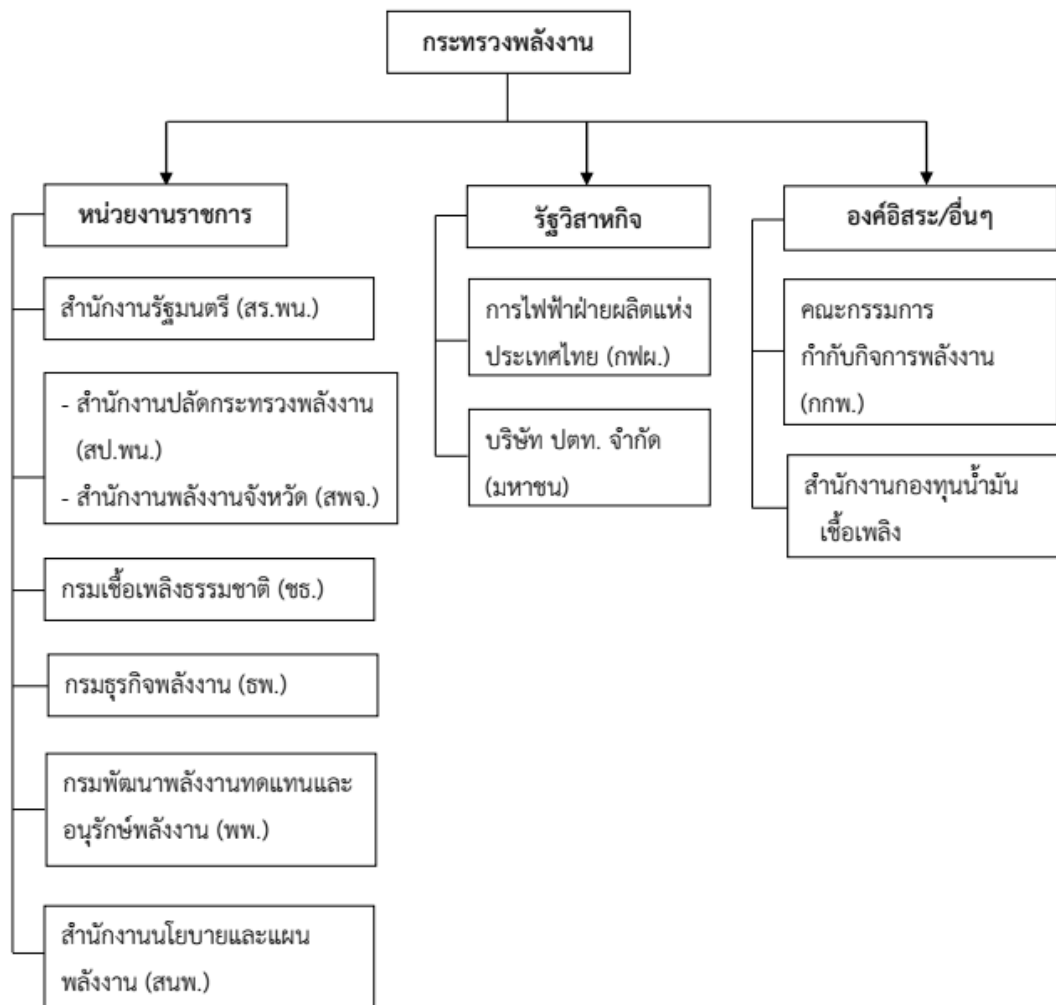 กระทรวงพลังงาน
หน่วยงานราชการ
สำนักงานรัฐมนตรี (สร.พน.)
- สำนักงานปลัดกระทรวงพลังงาน
(สป.พน.)
- สำนักงานพลังงานจังหวัด (สพจ.)
กรมเชื้อเพลิงธรรมชาติ (ชธ.)
กรมธุรกิจพลังงาน (ธพ.)
กรมพัฒนาพลังงานทดแทนและ
อนุรักษ์พลังงาน (พพ.)
สำนักงานนโยบายและแผน
พลังงาน (สนพ.)
รัฐวิสาหกิจ
การไฟฟ้าฝ่ายผลิตแห่ง
ประเทศไทย (กฟผ.)
บริษัท ปตท. จำกัด
(มหาชน)
องค์อิสระ/อื่นๆ
คณะกรรมการ
กำกับกิจการพลังงาน
(กกพ.)
สำนักงานกองทุนน้ำมัน
เชื้อเพลิง